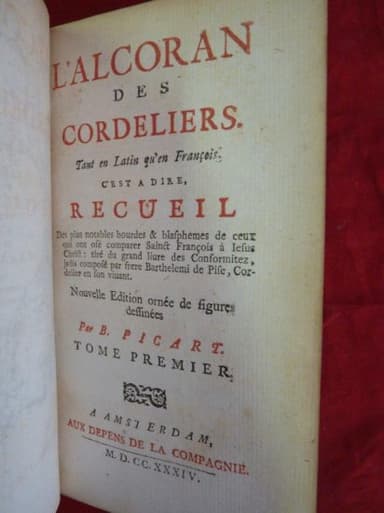 L'ALCORAN
DES
CORDELIERS.
Tant en Latin qu'en François.
C'EST A DIRE,
RECUEIL
Des plus notables bourdes & blasphemes de ceux
qui ont osé comparer Sainct François à Iesus
Christ: tiré du grand liure des Conformitez,
jadis composé par frere Barthelemi de Pise, Cor-
delier en son viuant.
Nouvelle Edition ornée de figures
dessinées
Par B. PICART.
TOME PREMIER.
A AMSTERDAM,
AUX DEPENS DE LA COMPAGNIE.
M. D. CC. XXXIV.